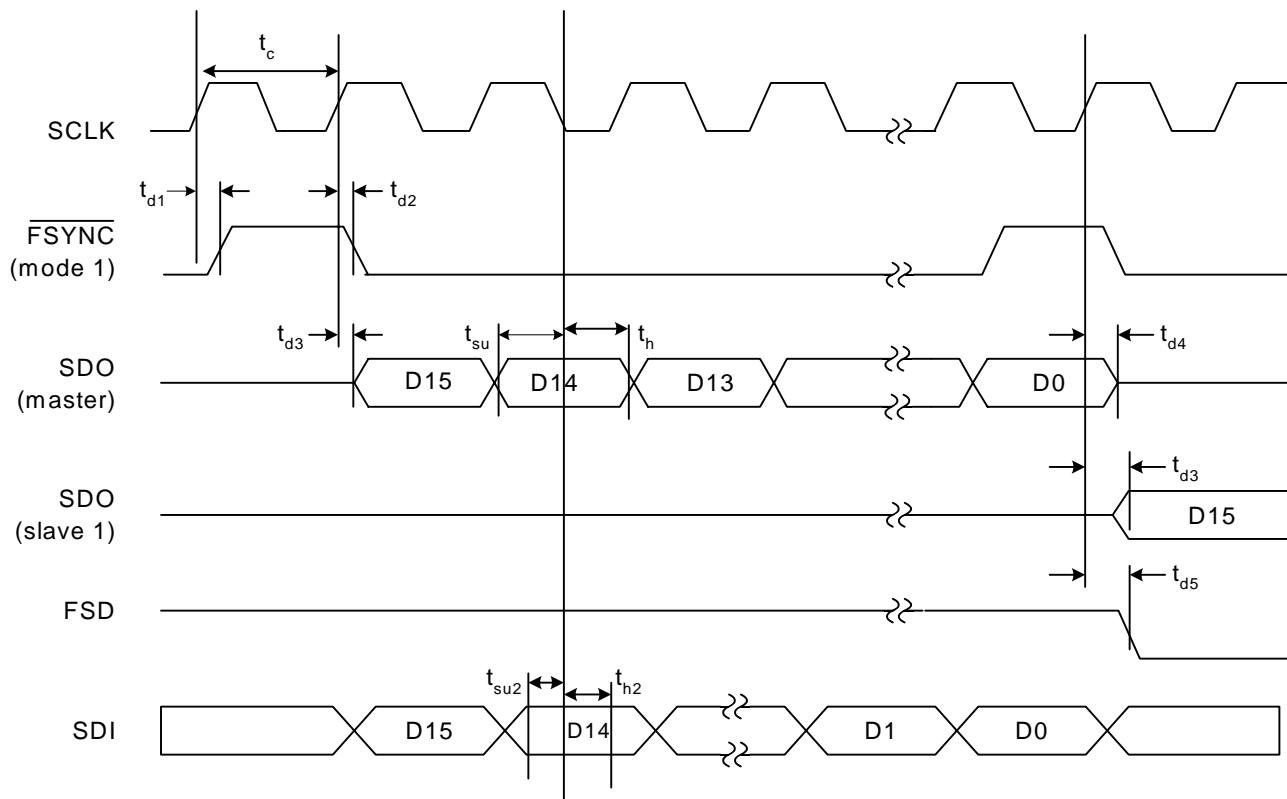 t_c
SCLK
t_d1
t_d2
FSYNC
(mode 1)
t_d3
t_su
t_h
t_d4
SDO
(master)
D15
D14
D13
D0
SDO
(slave 1)
t_d3
D15
FSD
t_d5
t_su2
t_h2
SDI
D15
D14
D1
D0